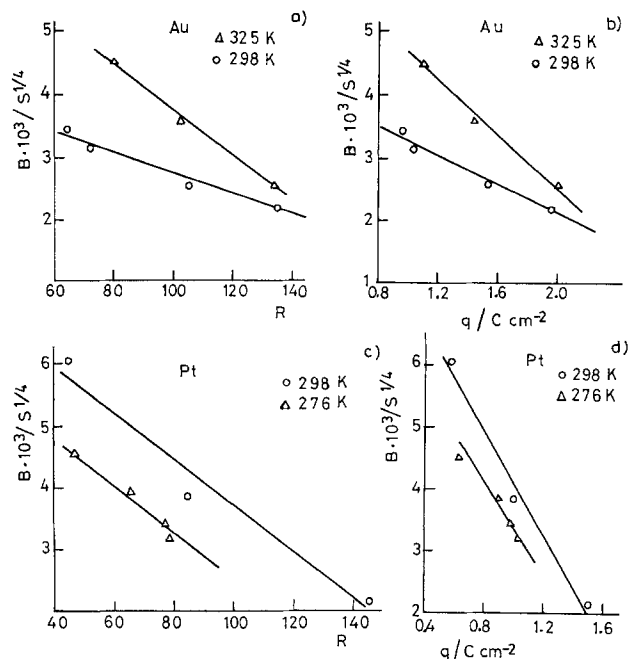 a)
Au
△ 325 K
○ 298 K
B·10³/S^1/4
5
4
3
2
60 80 100 120 140
R
b)
Au
△ 325 K
○ 298 K
B·10³/S^1/4
5
4
3
2
1
0.8 1.2 1.6 2.0
q/C cm⁻²
c)
Pt
○ 298 K
△ 276 K
B·10³/S^1/4
6
5
4
3
40 60 80 100 120 140
R
d)
Pt
○ 298 K
△ 276 K
B·10³/S^1/4
6
5
4
3
2
0.4 0.8 1.2 1.6
q/C cm⁻²